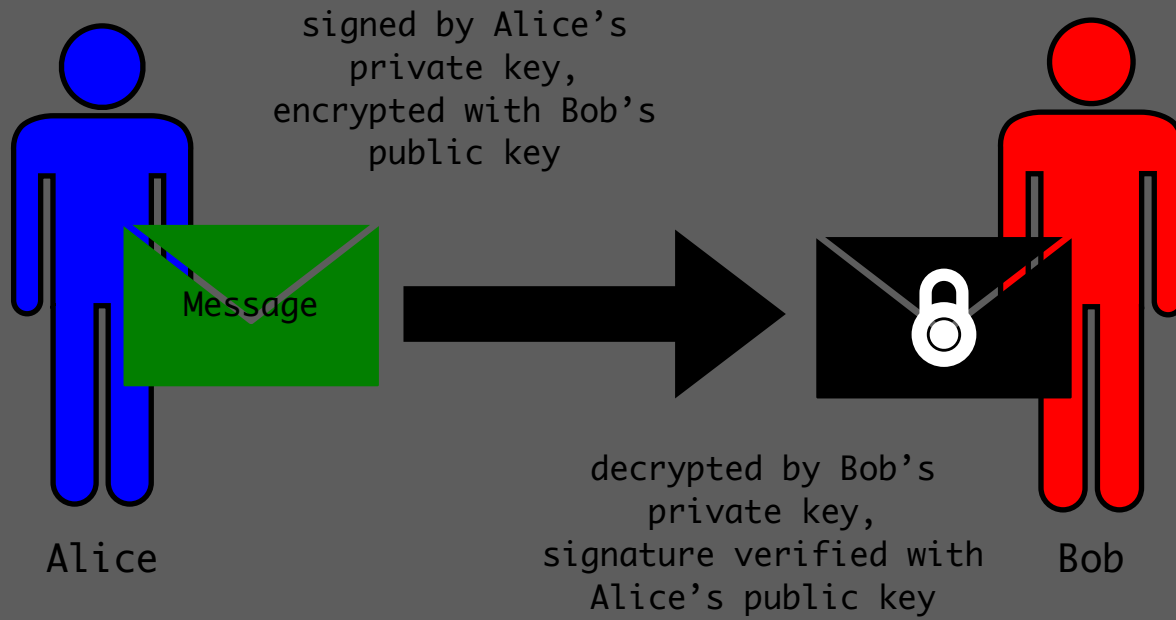 signed by Alice’s
private key,
encrypted with Bob’s
public key
Message
decrypted by Bob’s
private key,
signature verified with
Alice’s public key
Alice
Bob